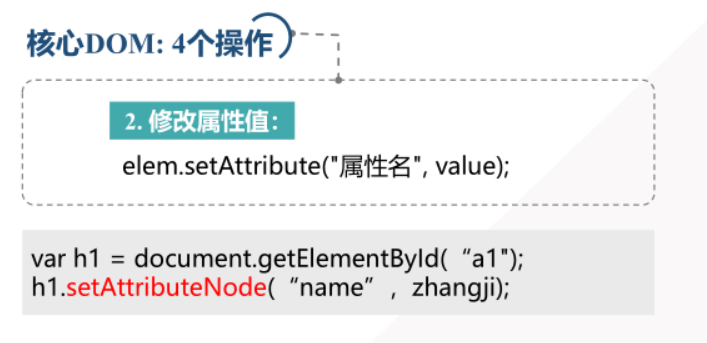 核心DOM: 4个操作
2. 修改属性值:
elem.setAttribute("属性名", value);
var h1 = document.getElementById(“a1");
h1.setAttributeNode(“name”, zhangji);